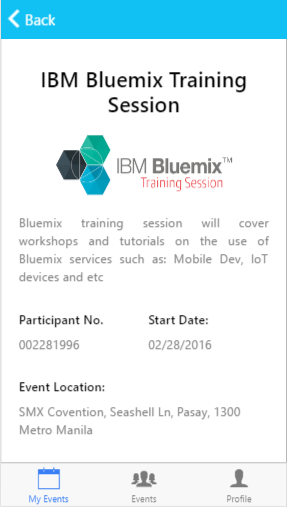 Back
IBM Bluemix Training
Session
IBM Bluemix™
Training Session
Bluemix training session will cover
workshops and tutorials on the use of
Bluemix services such as: Mobile Dev, IoT
devices and etc
Participant No. Start Date:
002281996 02/28/2016
Event Location:
SMX Covention, Seashell Ln, Pasay, 1300
Metro Manila
My Events Events Profile